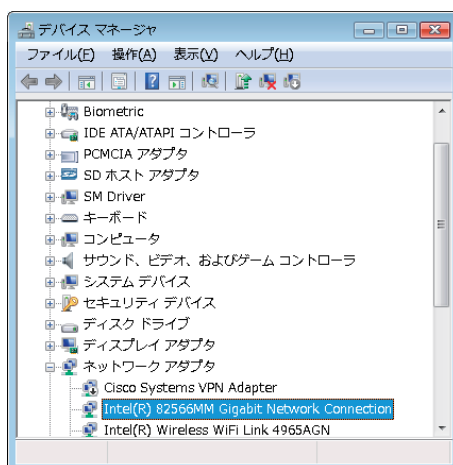 デバイス マネージャ
ファイル(F) 操作(A) 表示(V) ヘルプ(H)
Biometric
IDE ATA/ATAPI コントローラ
PCMCIA アダプタ
SD ホスト アダプタ
SM Driver
キーボード
コンピュータ
サウンド、ビデオ、およびゲーム コントローラ
システム デバイス
セキュリティ デバイス
ディスク ドライブ
ディスプレイ アダプタ
ネットワーク アダプタ
Cisco Systems VPN Adapter
Intel(R) 82566MM Gigabit Network Connection
Intel(R) Wireless WiFi Link 4965AGN